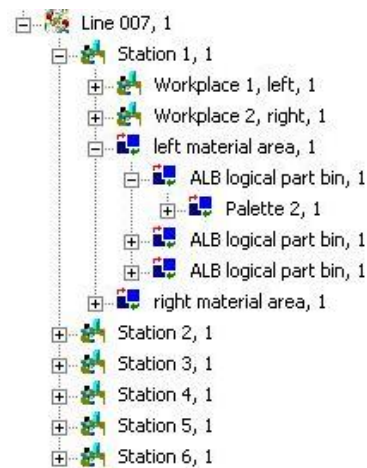 Line 007, 1
Station 1, 1
Workplace 1, left, 1
Workplace 2, right, 1
left material area, 1
ALB logical part bin, 1
Palette 2, 1
ALB logical part bin, 1
ALB logical part bin, 1
right material area, 1
Station 2, 1
Station 3, 1
Station 4, 1
Station 5, 1
Station 6, 1